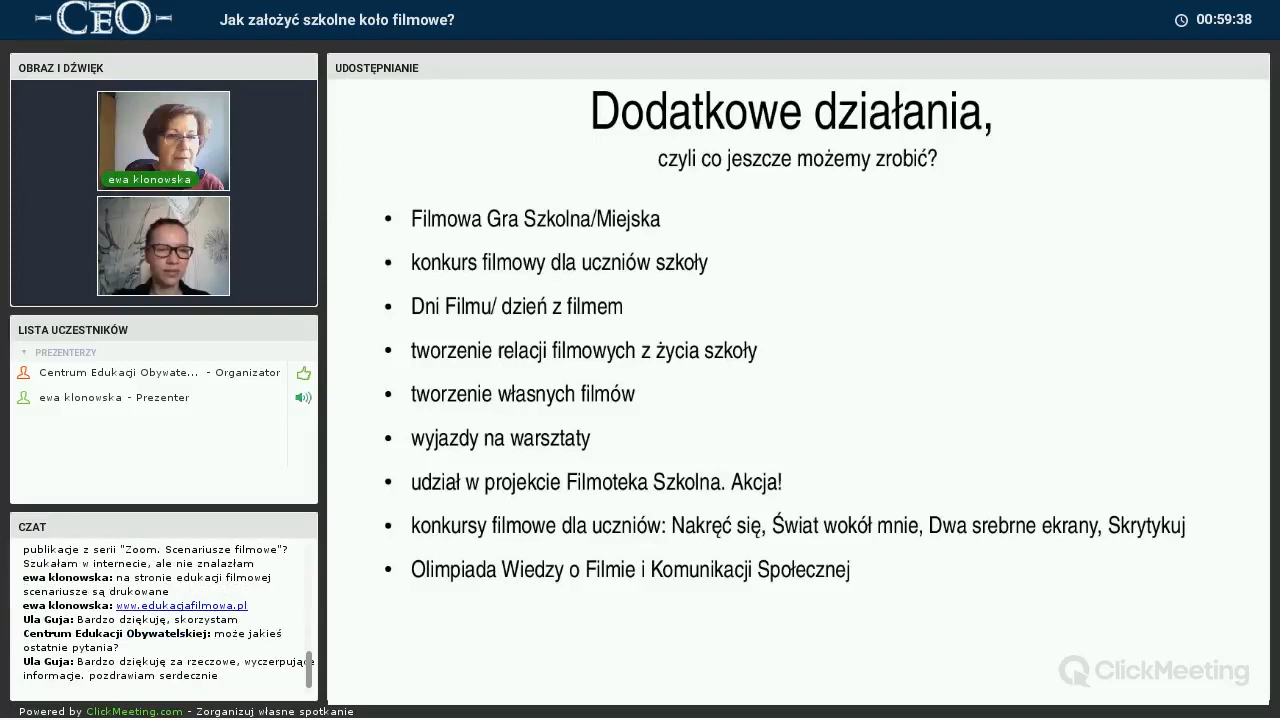 CEO
Jak założyć szkolne koło filmowe?
00:59:38
OBRAZ I DŹWIĘK
ewa klonowska
LISTA UCZESTNIKÓW
PREZENTERZY
Centrum Edukacji Obywate... - Organizator
ewa klonowska - Prezenter
CZAT
publikacje z serii "Zoom. Scenariusze filmowe"?
Szukałam w internecie, ale nie znalazłam
ewa klonowska: na stronie edukacji filmowej
scenariusze są drukowane
ewa klonowska: www.edukacjafilmowa.pl
Ula Guja: Bardzo dziękuję, skorzystam
Centrum Edukacji Obywatelskiej: może jakieś
ostatnie pytania?
Ula Guja: Bardzo dziękuję za rzeczowe, wyczerpujące
informacje. pozdrawiam serdecznie
UDOSTĘPNIANIE
Dodatkowe działania,
czyli co jeszcze możemy zrobić?
• Filmowa Gra Szkolna/Miejska
• konkurs filmowy dla uczniów szkoły
• Dni Filmu/ dzień z filmem
• tworzenie relacji filmowych z życia szkoły
• tworzenie własnych filmów
• wyjazdy na warsztaty
• udział w projekcie Filmoteka Szkolna. Akcja!
• konkursy filmowe dla uczniów: Nakręć się, Świat wokół mnie, Dwa srebrne ekrany, Skrytykuj
• Olimpiada Wiedzy o Filmie i Komunikacji Społecznej
ClickMeeting
Powered by ClickMeeting.com - Zorganizuj własne spotkanie